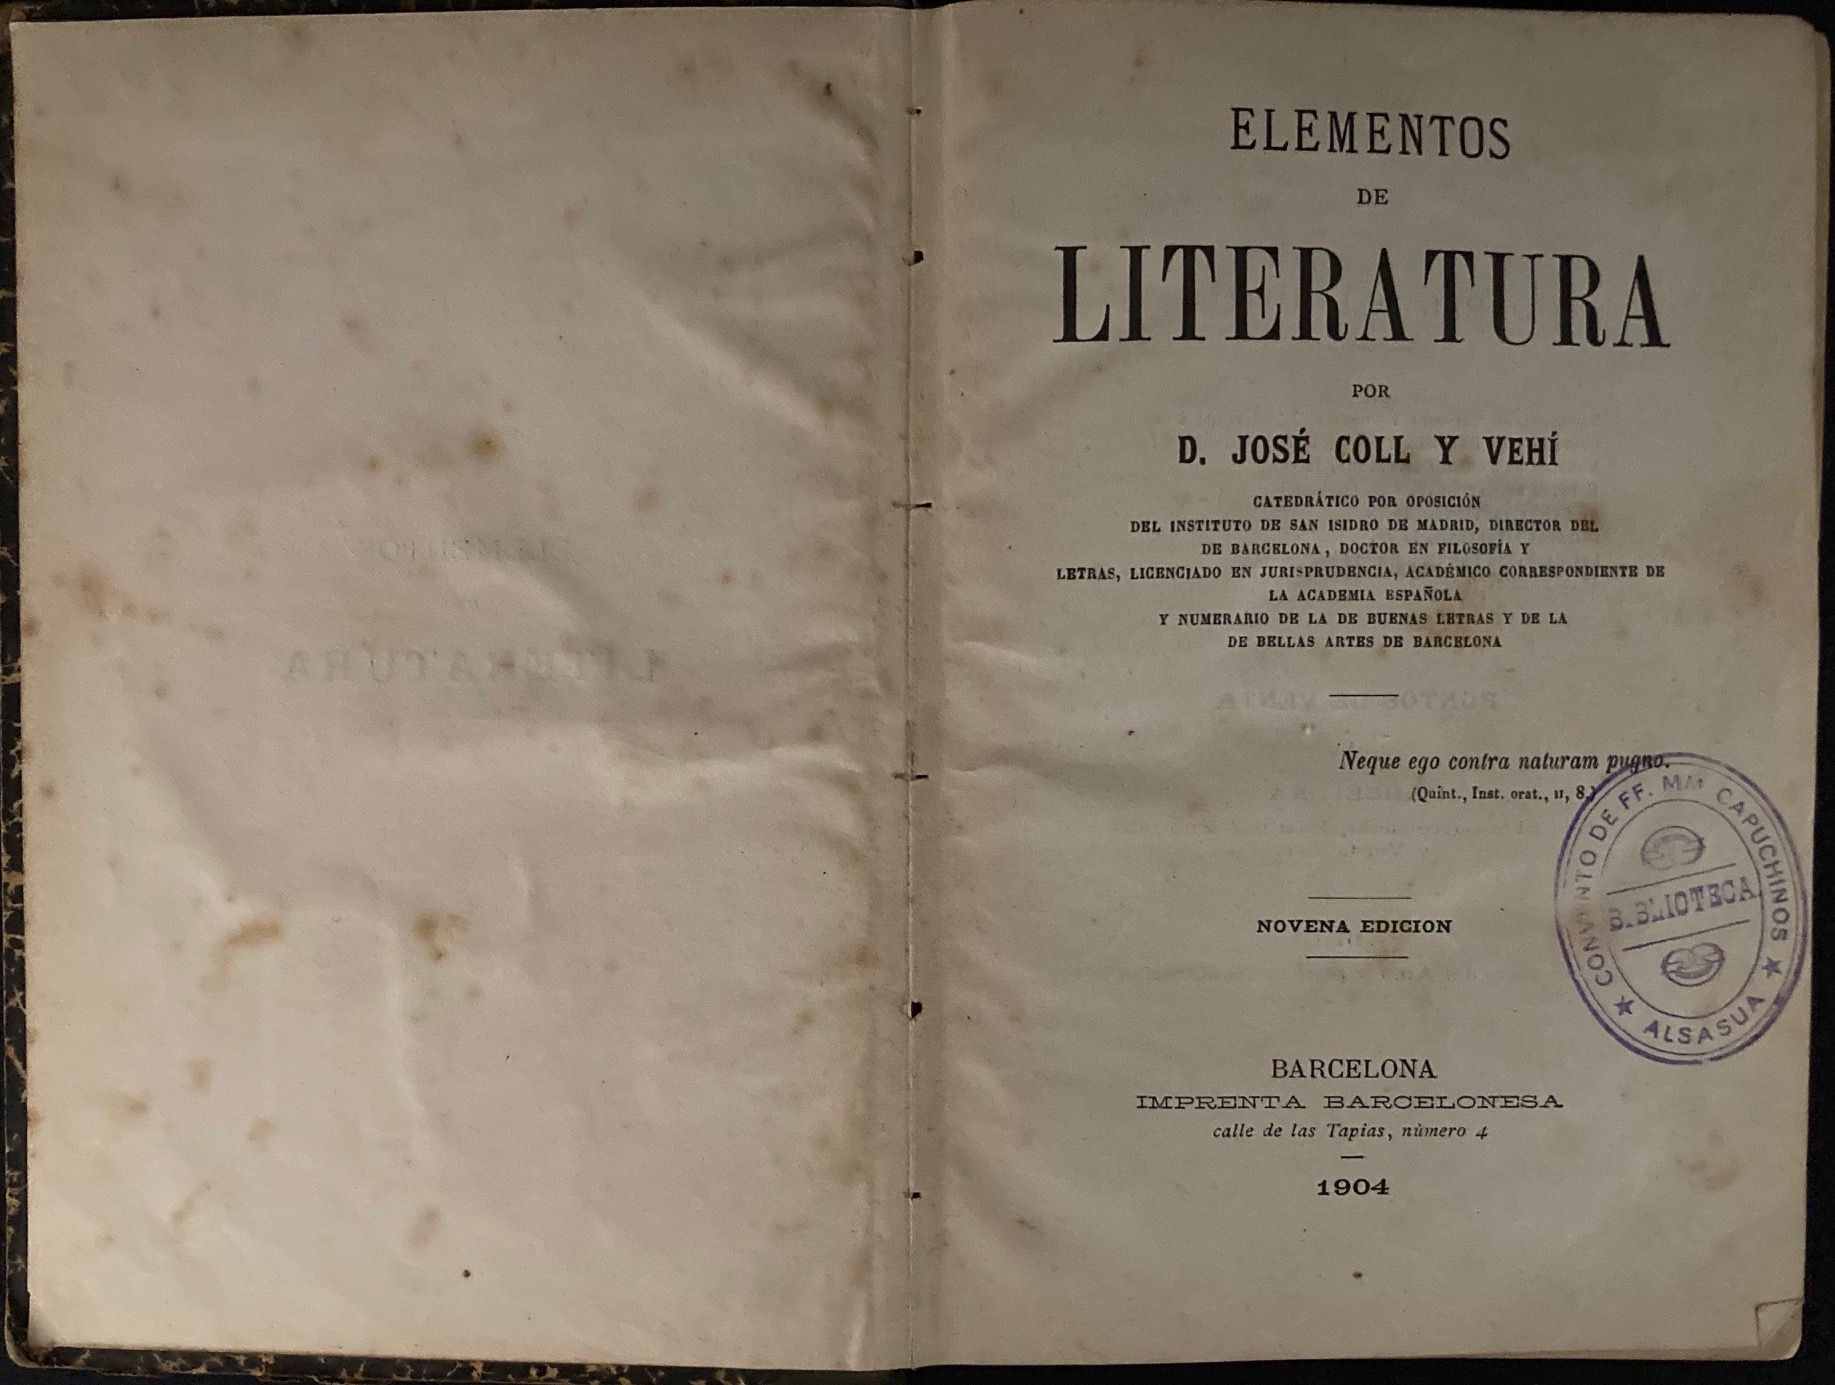 ELEMENTOS
DE
LITERATURA
POR
D. JOSÉ COLL Y VEHÍ
CATEDRÁTICO POR OPOSICIÓN
DEL INSTITUTO DE SAN ISIDRO DE MADRID, DIRECTOR DEL
DE BARCELONA, DOCTOR EN FILOSOFÍA Y
LETRAS, LICENCIADO EN JURISPRUDENCIA, ACADÉMICO CORRESPONDIENTE DE
LA ACADEMIA ESPAÑOLA
Y NUMERARIO DE LA DE BUENAS LETRAS Y DE LA
DE BELLAS ARTES DE BARCELONA
Neque ego contra naturam pugno.
(Quint., Inst. orat., II, 8.)
CONVENTO DE FF. MM CAPUCHINOS
BIBLIOTECA
★ ALSASUA ★
NOVENA EDICION
BARCELONA
IMPRENTA BARCELONESA
calle de las Tapias, número 4
1904
LITERATURA
PUNTOS DE VENTA